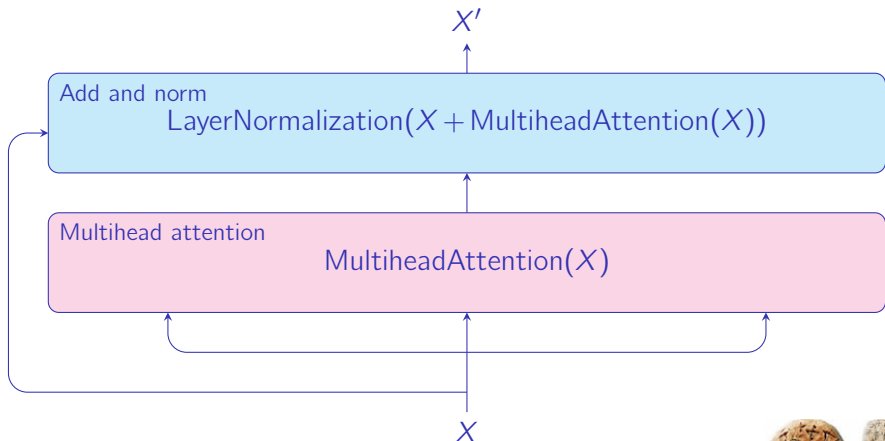 X′
Add and norm
LayerNormalization(X + MultiheadAttention(X))
Multihead attention
MultiheadAttention(X)
X